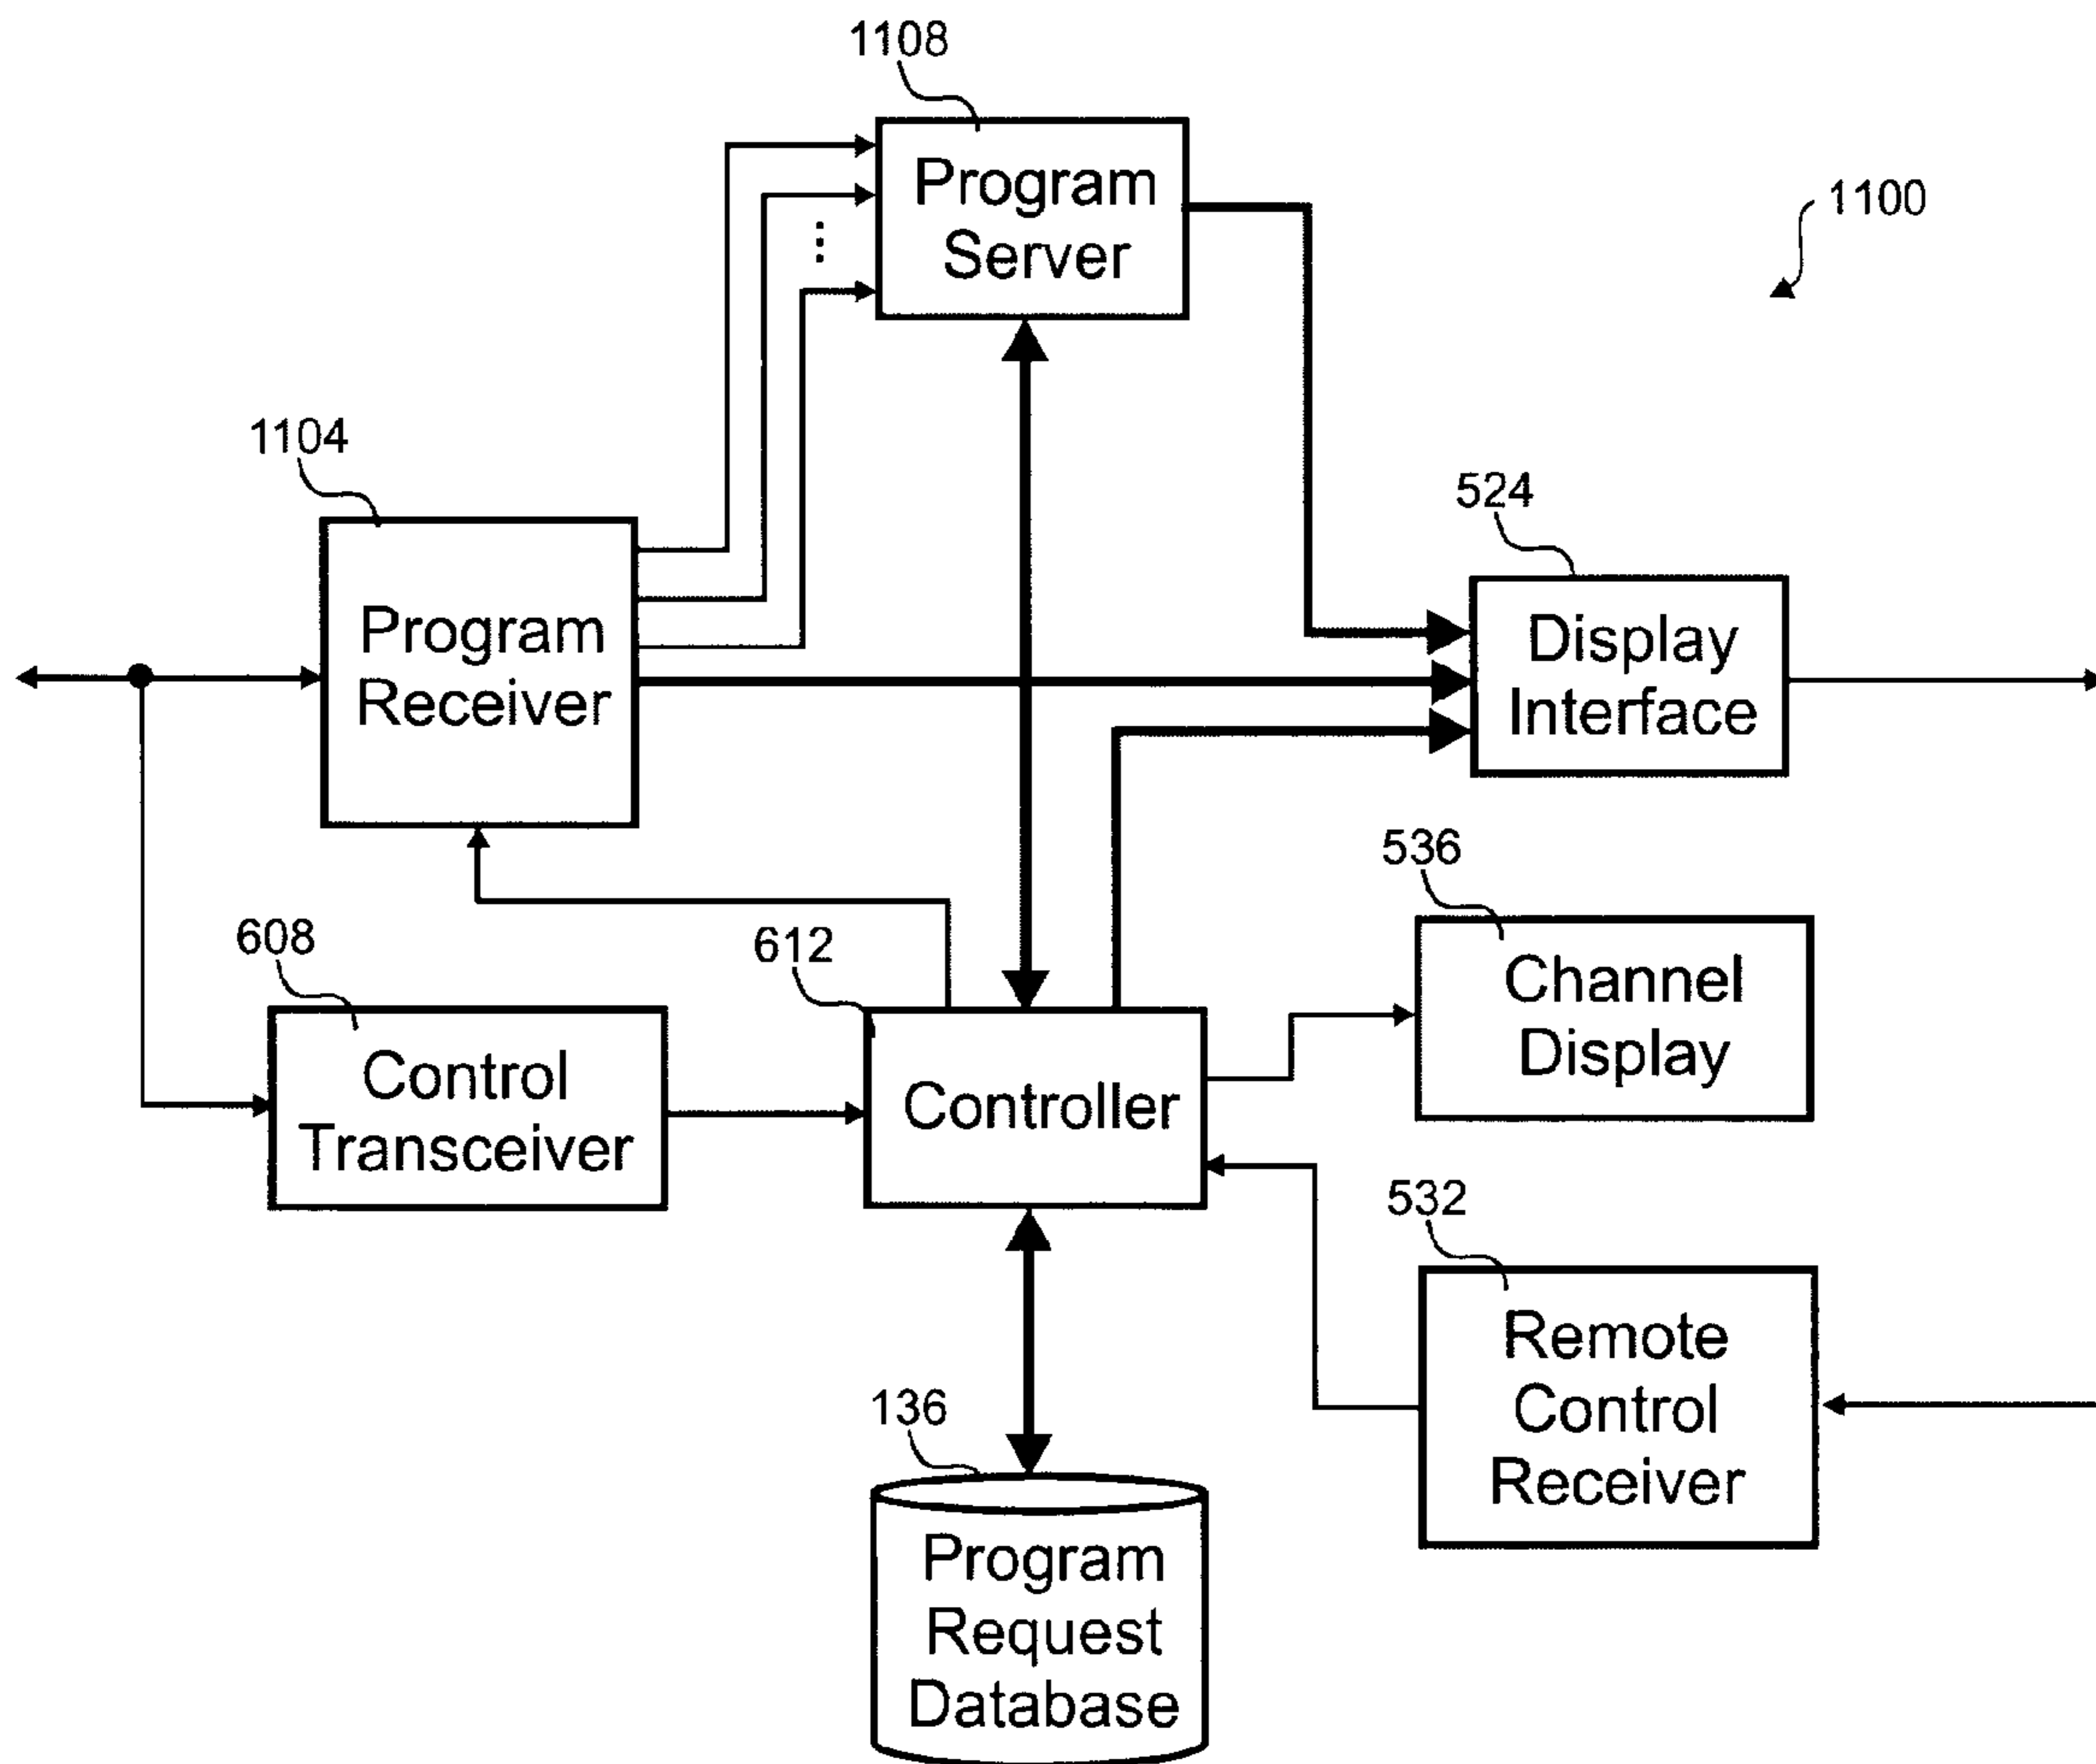 1108
Program
Server
1100
1104
Program
Receiver
524
Display
Interface
536
Channel
Display
608
Control
Transceiver
612
Controller
532
Remote
Control
Receiver
136
Program
Request
Database